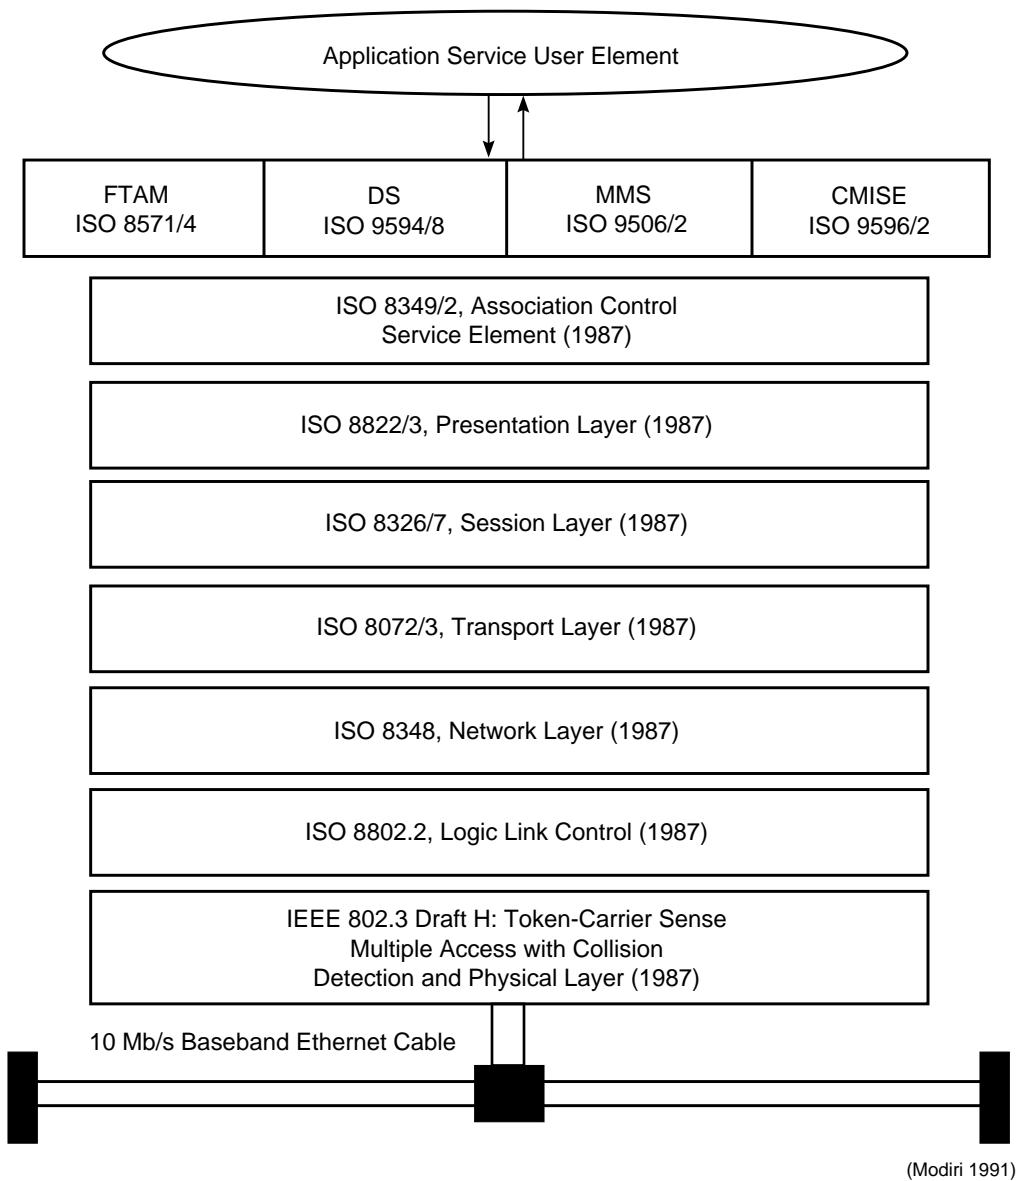 Application Service User Element
FTAM
ISO 8571/4
DS
ISO 9594/8
MMS
ISO 9506/2
CMISE
ISO 9596/2
ISO 8349/2, Association Control
Service Element (1987)
ISO 8822/3, Presentation Layer (1987)
ISO 8326/7, Session Layer (1987)
ISO 8072/3, Transport Layer (1987)
ISO 8348, Network Layer (1987)
ISO 8802.2, Logic Link Control (1987)
IEEE 802.3 Draft H: Token-Carrier Sense
Multiple Access with Collision
Detection and Physical Layer (1987)
10 Mb/s Baseband Ethernet Cable
(Modiri 1991)